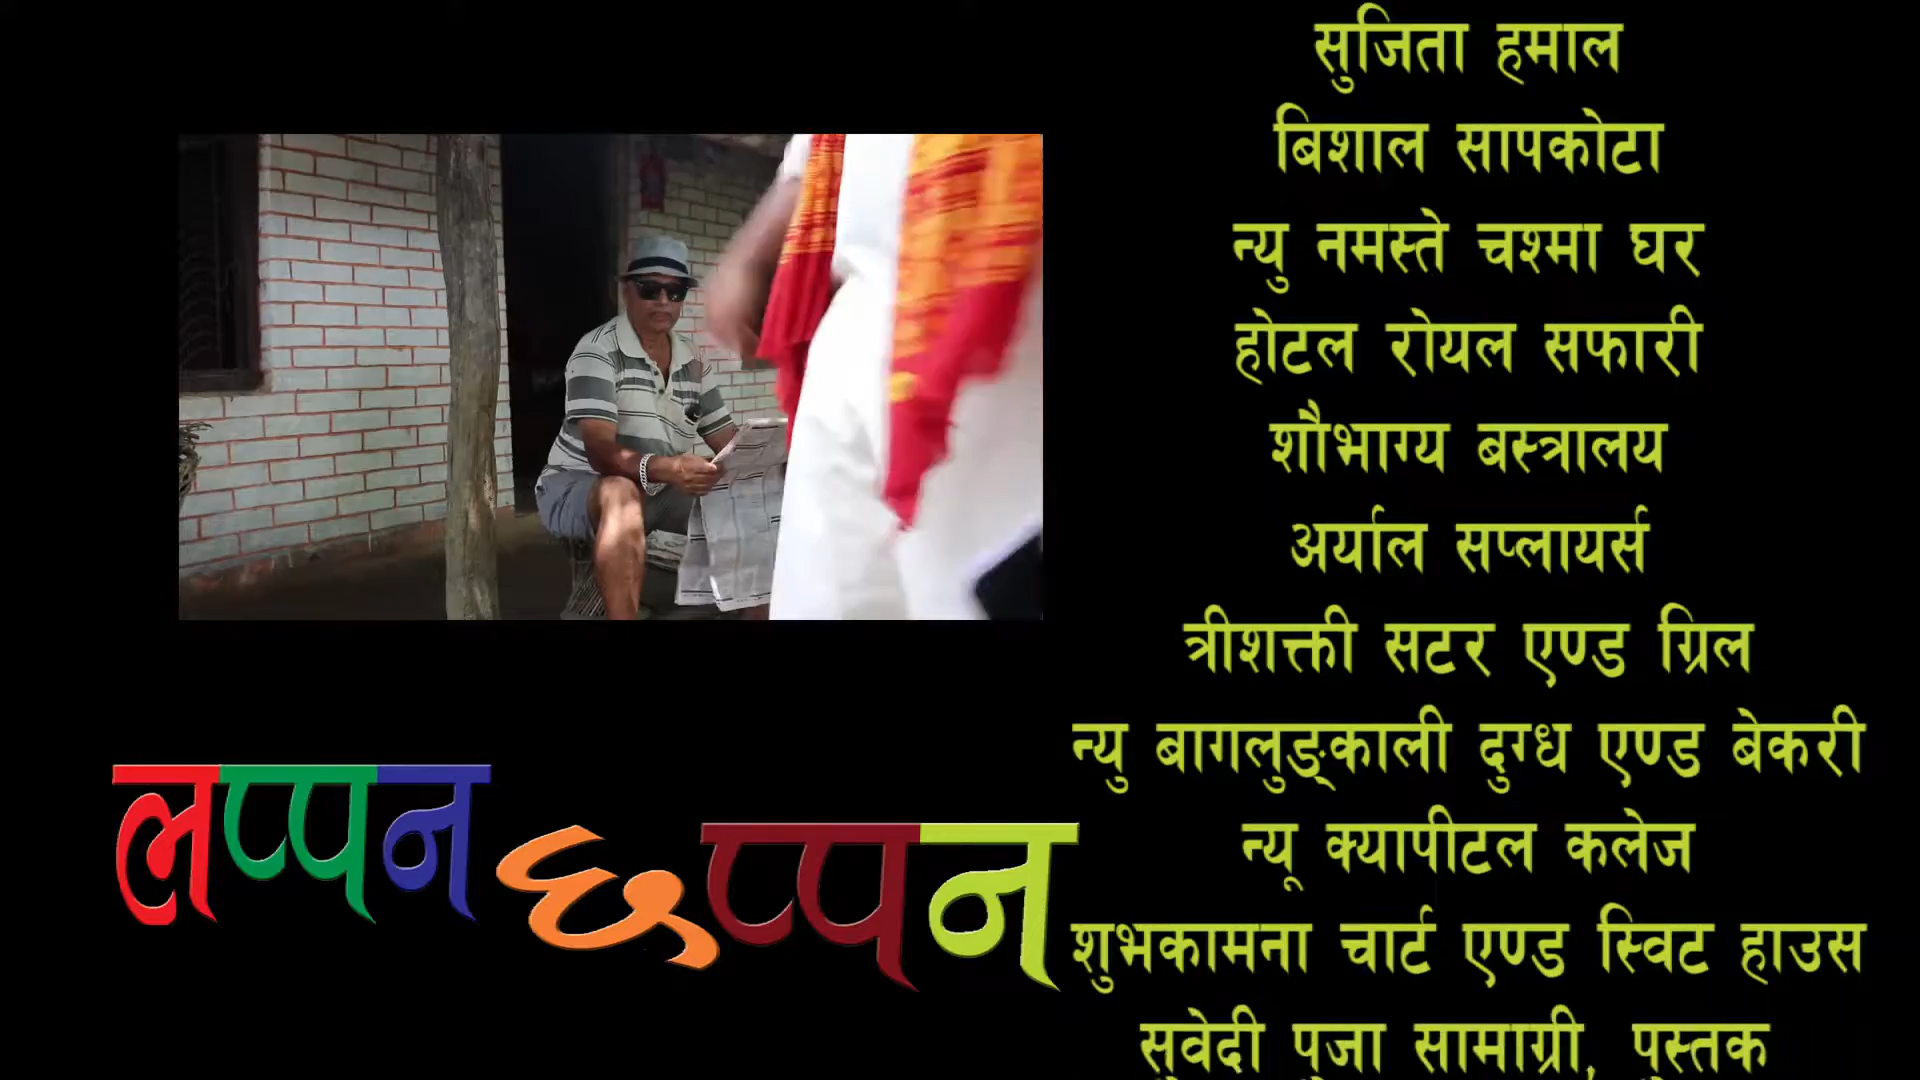 सुजिता हमाल
बिशाल सापकोटा
न्यु नमस्ते चश्मा घर
होटल रोयल सफारी
शौभाग्य बस्त्रालय
अर्याल सप्लायर्स
त्रीशक्ती सटर एण्ड ग्रिल
न्यु बागलुङ्काली दुग्ध एण्ड बेकरी
न्यू क्यापीटल कलेज
शुभकामना चार्ट एण्ड स्विट हाउस
सुवेदी पुजा सामाग्री, पुस्तक
लप्पन छप्पन